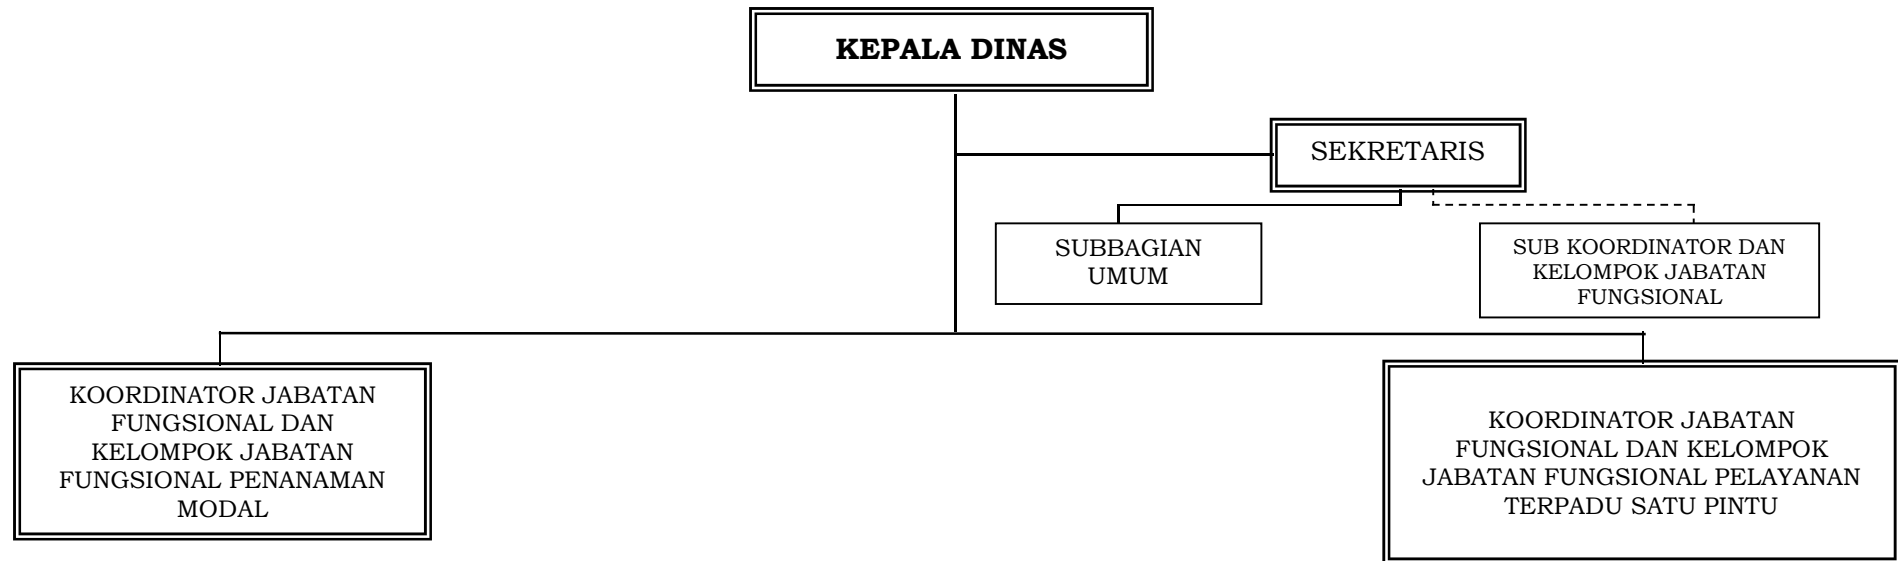 KEPALA DINAS
SEKRETARIS
SUBBAGIAN
UMUM
SUB KOORDINATOR DAN
KELOMPOK JABATAN
FUNGSIONAL
KOORDINATOR JABATAN
FUNGSIONAL DAN
KELOMPOK JABATAN
FUNGSIONAL PENANAMAN
MODAL
KOORDINATOR JABATAN
FUNGSIONAL DAN KELOMPOK
JABATAN FUNGSIONAL PELAYANAN
TERPADU SATU PINTU